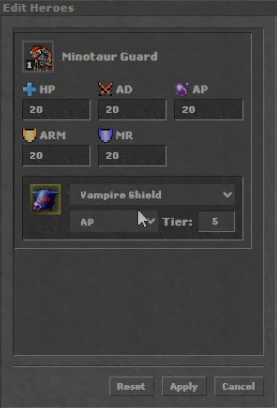 Edit Heroes
1 Minotaur Guard
HP AD AP
20 20 20
ARM MR
20 20
Vampire Shield
AP Tier: 5
Reset Apply Cancel